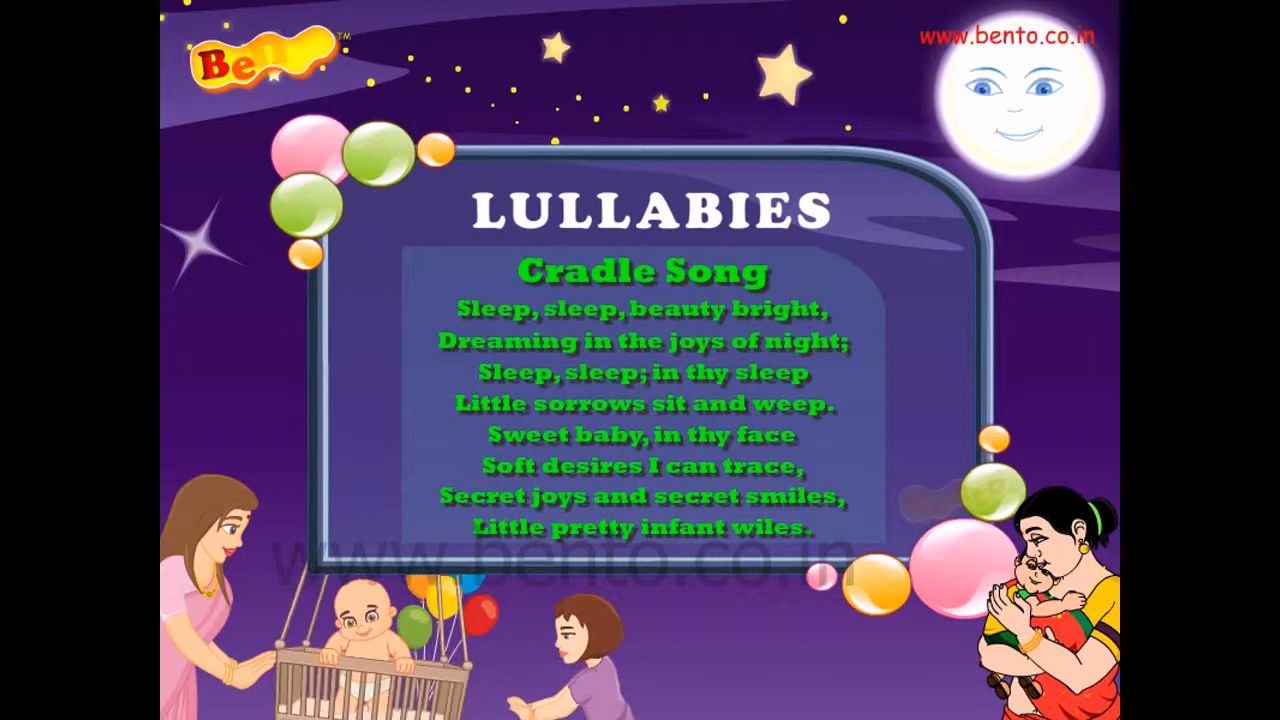 Ben
TM
www.bento.co.in
LULLABIES
Cradle Song
Sleep, sleep, beauty bright,
Dreaming in the joys of night;
Sleep, sleep; in thy sleep
Little sorrows sit and weep.
Sweet baby, in thy face
Soft desires I can trace,
Secret joys and secret smiles,
Little pretty infant wiles.
www.bento.co.in